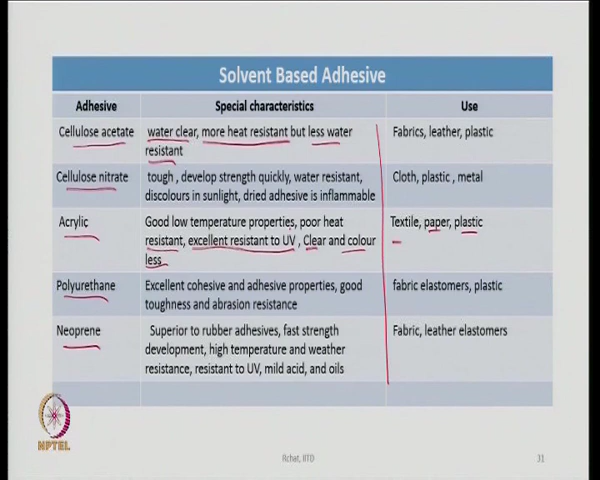 Solvent Based Adhesive
Adhesive Special characteristics Use
Cellulose acetate water clear, more heat resistant but less water Fabrics, leather, plastic
resistant
Cellulose nitrate tough , develop strength quickly, water resistant, Cloth, plastic , metal
discolours in sunlight, dried adhesive is inflammable
Acrylic Good low temperature properties, poor heat Textile, paper, plastic
resistant, excellent resistant to UV , Clear and colour
less
Polyurethane Excellent cohesive and adhesive properties, good fabric elastomers, plastic
toughness and abrasion resistance
Neoprene Superior to rubber adhesives, fast strength Fabric, leather elastomers
development, high temperature and weather
resistance, resistant to UV, mild acid, and oils
NPTEL
Rchat, IITD 31